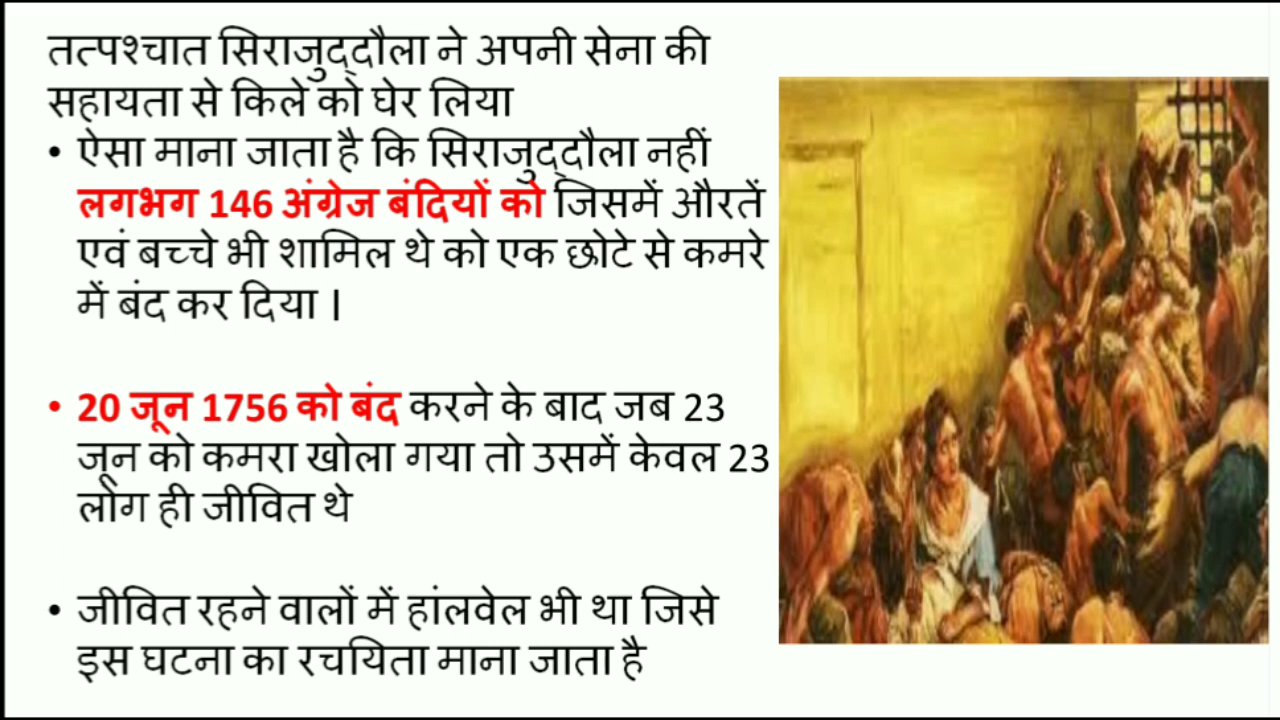 तत्पश्चात सिराजुद्दौला ने अपनी सेना की
सहायता से किले को घेर लिया
• ऐसा माना जाता है कि सिराजुद्दौला नहीं
लगभग 146 अंग्रेज बंदियों को जिसमें औरतें
एवं बच्चे भी शामिल थे को एक छोटे से कमरे
में बंद कर दिया ।
• 20 जून 1756 को बंद करने के बाद जब 23
जून को कमरा खोला गया तो उसमें केवल 23
लोग ही जीवित थे
• जीवित रहने वालों में हांलवेल भी था जिसे
इस घटना का रचयिता माना जाता है